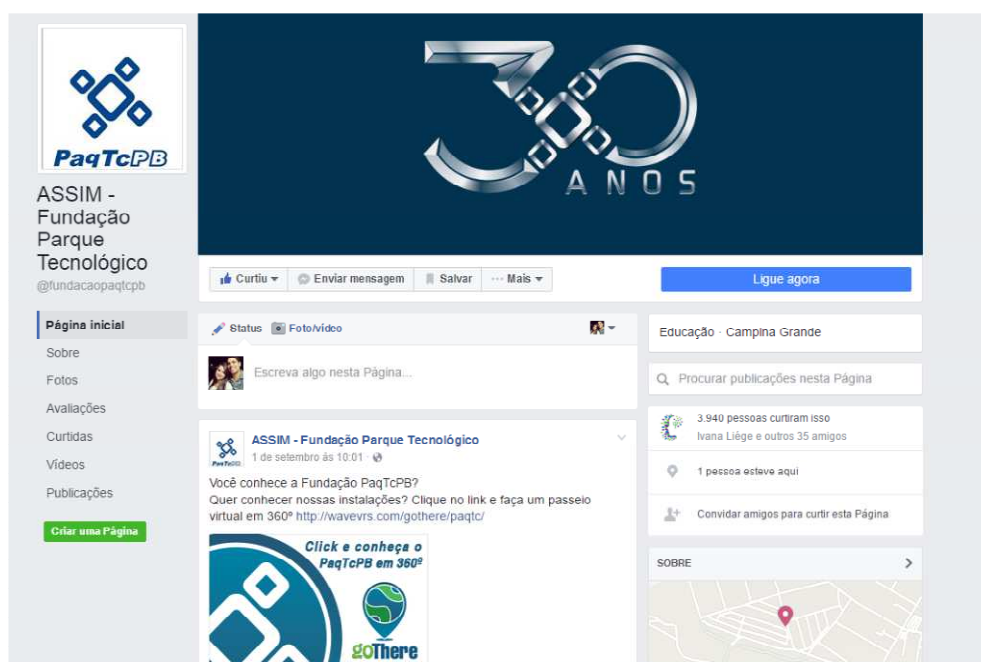 PaqTcPB
ASSIM -
Fundação
Parque
Tecnológico
@fundacaopaqtcpb
Página inicial
Sobre
Fotos
Avaliações
Curtidas
Vídeos
Publicações
Criar uma Página
30
ANOS
Curtiu
Enviar mensagem
Salvar
Mais
Ligue agora
Status
Foto/vídeo
Escreva algo nesta Página...
ASSIM - Fundação Parque Tecnológico
1 de setembro às 10:01 ·
PaqTcPB
Você conhece a Fundação PaqTcPB?
Quer conhecer nossas instalações? Clique no link e faça um passeio
virtual em 360º http://wavevrs.com/gothere/paqtc/
Click e conheça o
PaqTcPB em 360º
goThere
Educação · Campina Grande
Procurar publicações nesta Página
3.940 pessoas curtiram isso
Ivana Liége e outros 35 amigos
1 pessoa esteve aqui
Convidar amigos para curtir esta Página
SOBRE